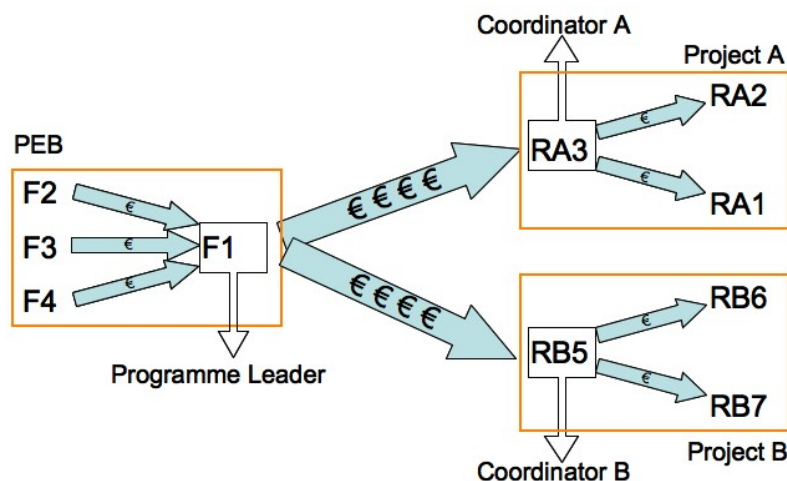 Coordinator A
Project A
RA2
€
RA3
€
RA1
PEB
F2
€
F3
€
F1
F4
€
€ € € €
€ € € €
Programme Leader
RB6
€
RB5
€
RB7
Project B
Coordinator B